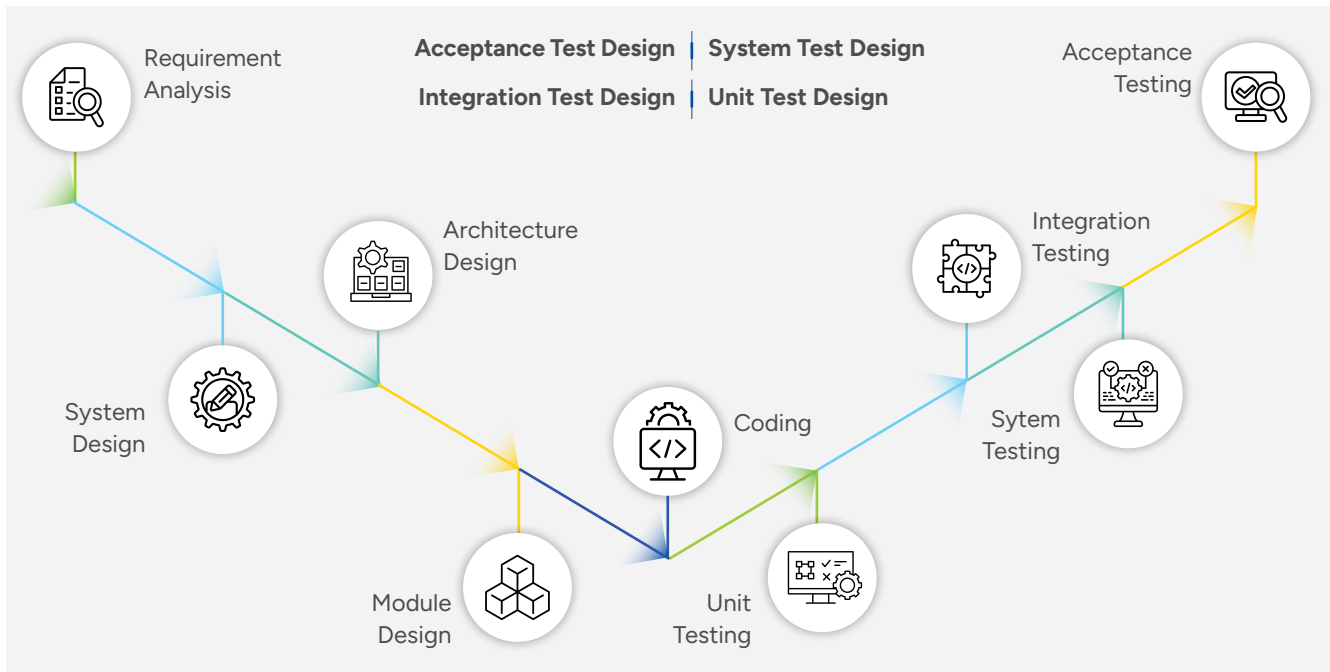 Requirement
Analysis
Acceptance Test Design | System Test Design
Integration Test Design | Unit Test Design
Acceptance
Testing
Architecture
Design
Integration
Testing
System
Design
Coding
Sytem
Testing
Module
Design
Unit
Testing